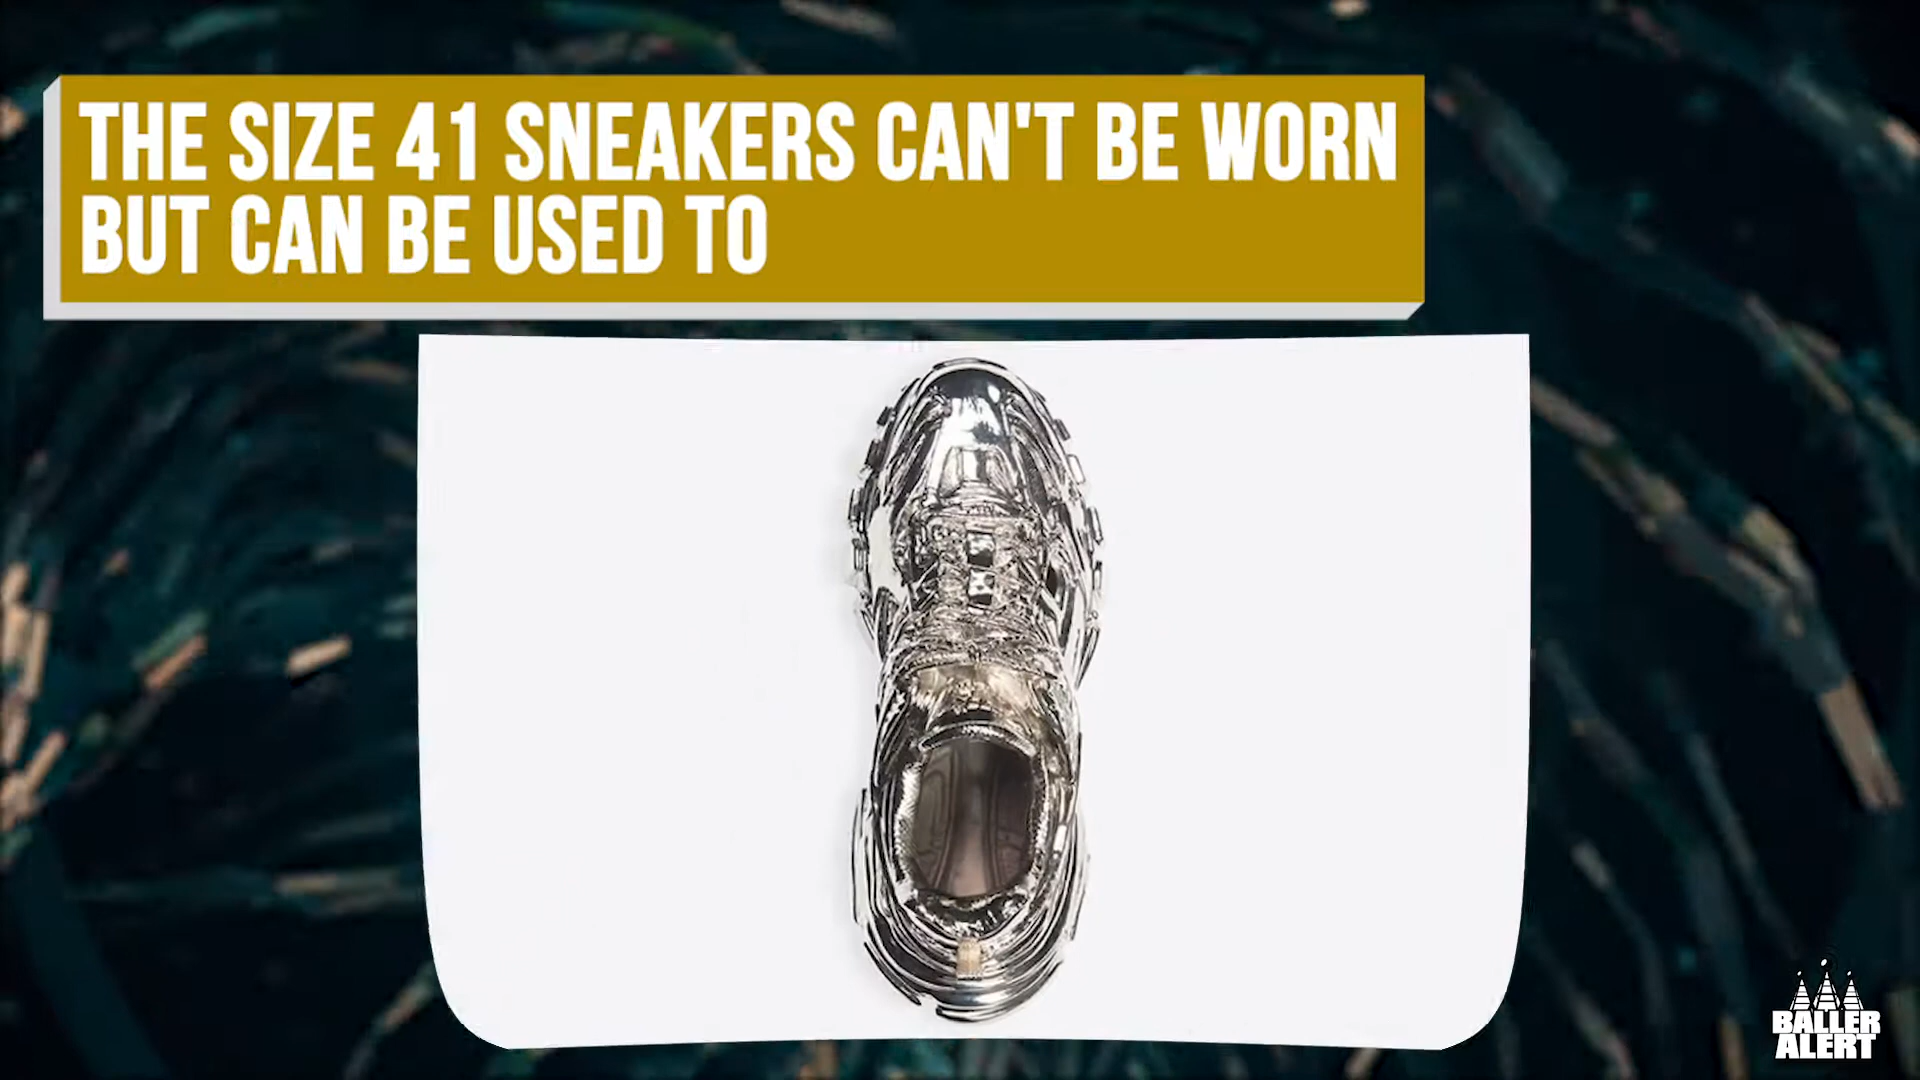 THE SIZE 41 SNEAKERS CAN'T BE WORN
BUT CAN BE USED TO
BALLER
ALERT